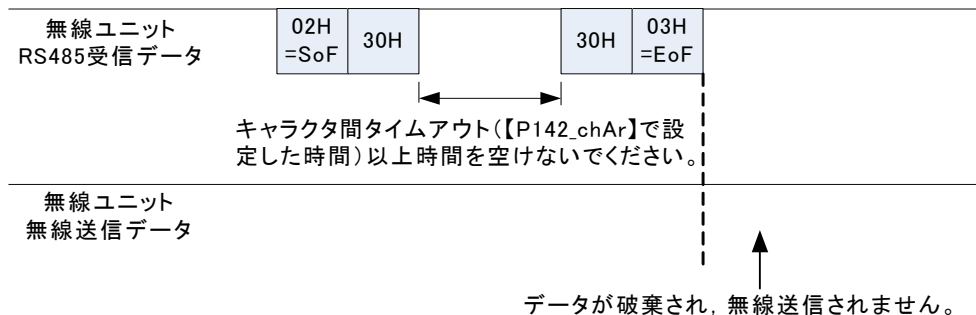 無線ユニット
RS485受信データ
02H
=SoF
30H
30H
03H
=EoF
キャラクタ間タイムアウト(【P142_chAr】で設
定した時間)以上時間を空けないでください。
無線ユニット
無線送信データ
データが破棄され,無線送信されません。